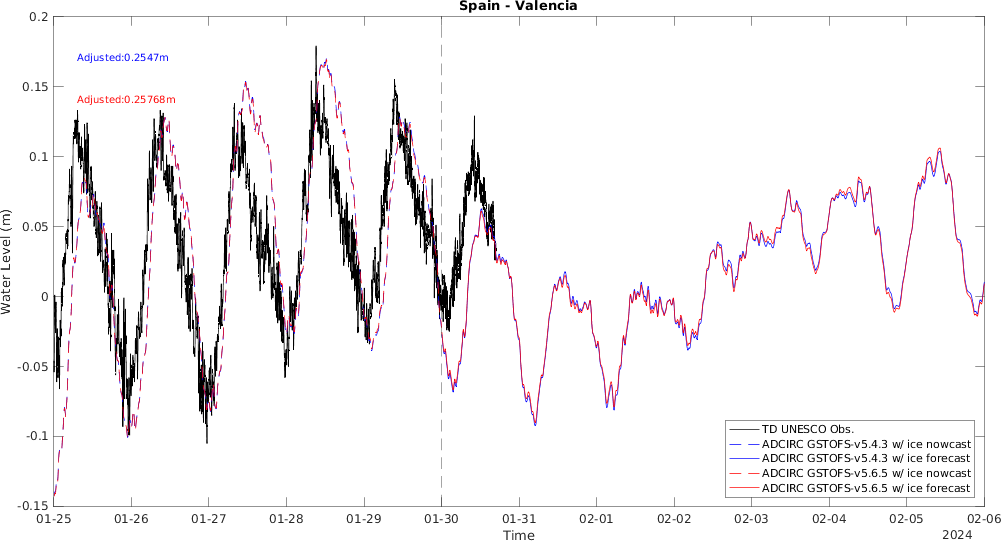 Spain - Valencia
Adjusted:0.2547m
Adjusted:0.25768m
Water Level (m)
0.2
0.15
0.1
0.05
0
-0.05
-0.1
-0.15
TD UNESCO Obs.
ADCIRC GSTOFS-v5.4.3 w/ ice nowcast
ADCIRC GSTOFS-v5.4.3 w/ ice forecast
ADCIRC GSTOFS-v5.6.5 w/ ice nowcast
ADCIRC GSTOFS-v5.6.5 w/ ice forecast
01-25 01-26 01-27 01-28 01-29 01-30 01-31 02-01 02-02 02-03 02-04 02-05 02-06
Time
2024